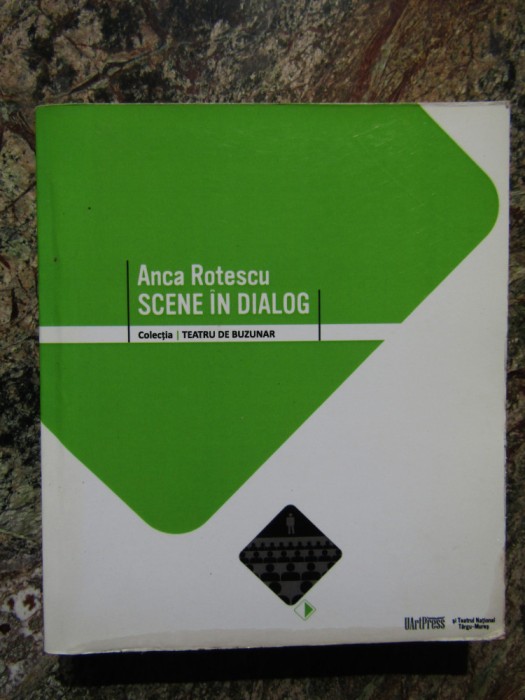 Anca Rotescu
SCENE ÎN DIALOG
Colecția | TEATRU DE BUZUNAR
UArtPress și Teatrul Național
Târgu-Mureș